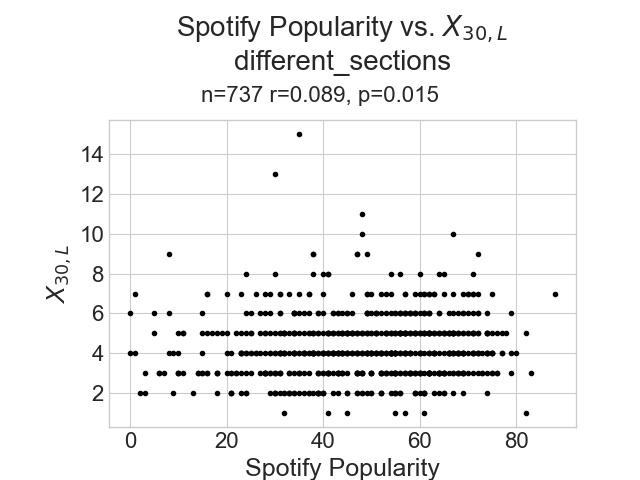 Spotify Popularity vs. X30, L
different_sections
n=737 r=0.089, p=0.015
14
12
10
8
6
4
2
X30, L
0 20 40 60 80
Spotify Popularity